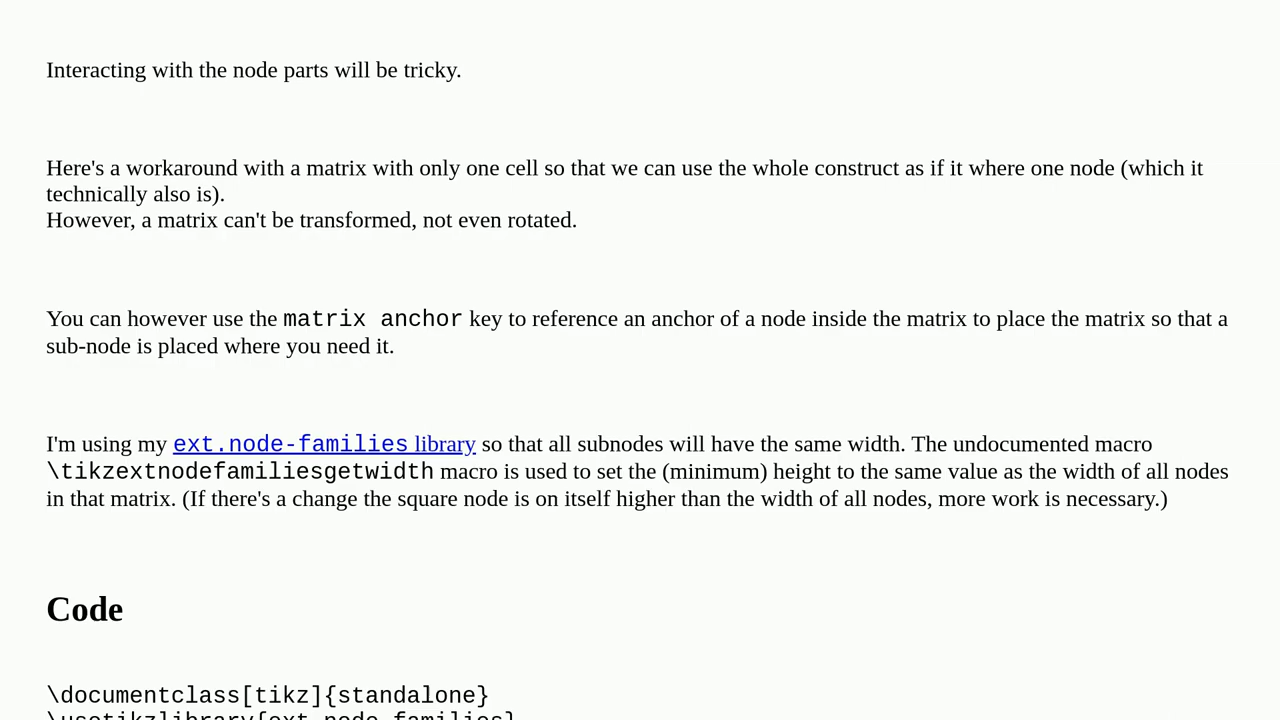 Interacting with the node parts will be tricky.
Here's a workaround with a matrix with only one cell so that we can use the whole construct as if it where one node (which it
technically also is).
However, a matrix can't be transformed, not even rotated.
You can however use the matrix anchor key to reference an anchor of a node inside the matrix to place the matrix so that a
sub-node is placed where you need it.
I'm using my ext.node-families library so that all subnodes will have the same width. The undocumented macro
\tikzextnodefamiliesgetwidth macro is used to set the (minimum) height to the same value as the width of all nodes
in that matrix. (If there's a change the square node is on itself higher than the width of all nodes, more work is necessary.)
Code
\documentclass[tikz]{standalone}
\usetikzlibrary{ext.node-families}